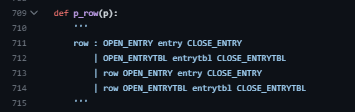 709 def p_row(p):
710 '''
711 row : OPEN_ENTRY entry CLOSE_ENTRY
712 | OPEN_ENTRYTBL entrytbl CLOSE_ENTRYTBL
713 | row OPEN_ENTRY entry CLOSE_ENTRY
714 | row OPEN_ENTRYTBL entrytbl CLOSE_ENTRYTBL
715 '''